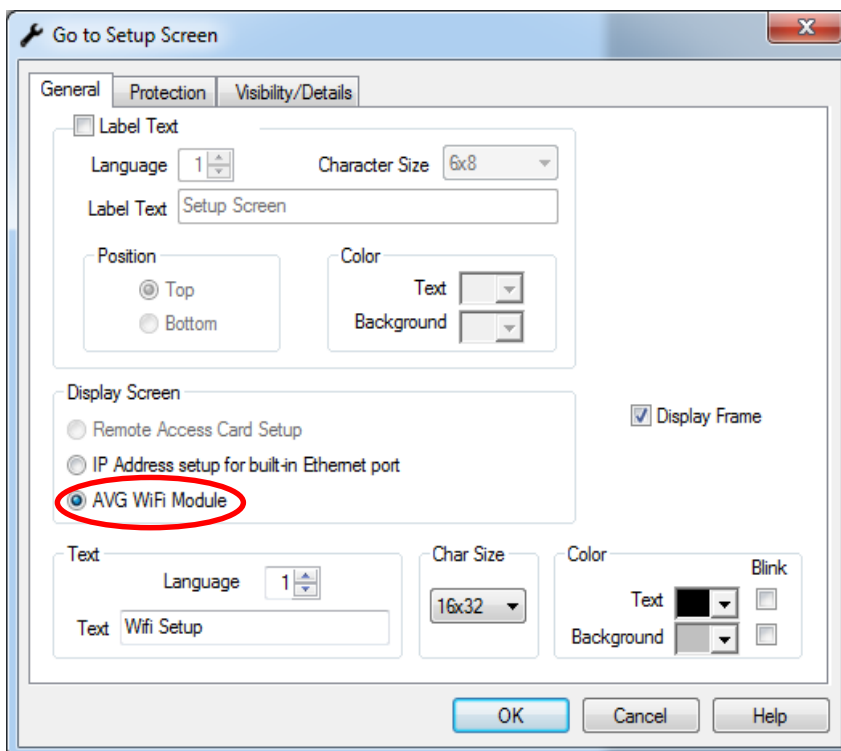 Go to Setup Screen
X
General Protection Visibility/Details
Label Text
Language 1 Character Size 6x8
Label Text Setup Screen
Position Color
Top Text
Bottom Background
Display Screen
Remote Access Card Setup Display Frame
IP Address setup for built-in Ethernet port
AVG WiFi Module
Text Char Size Color Blink
Language 1 16x32 Text
Text Wifi Setup Background
OK Cancel Help